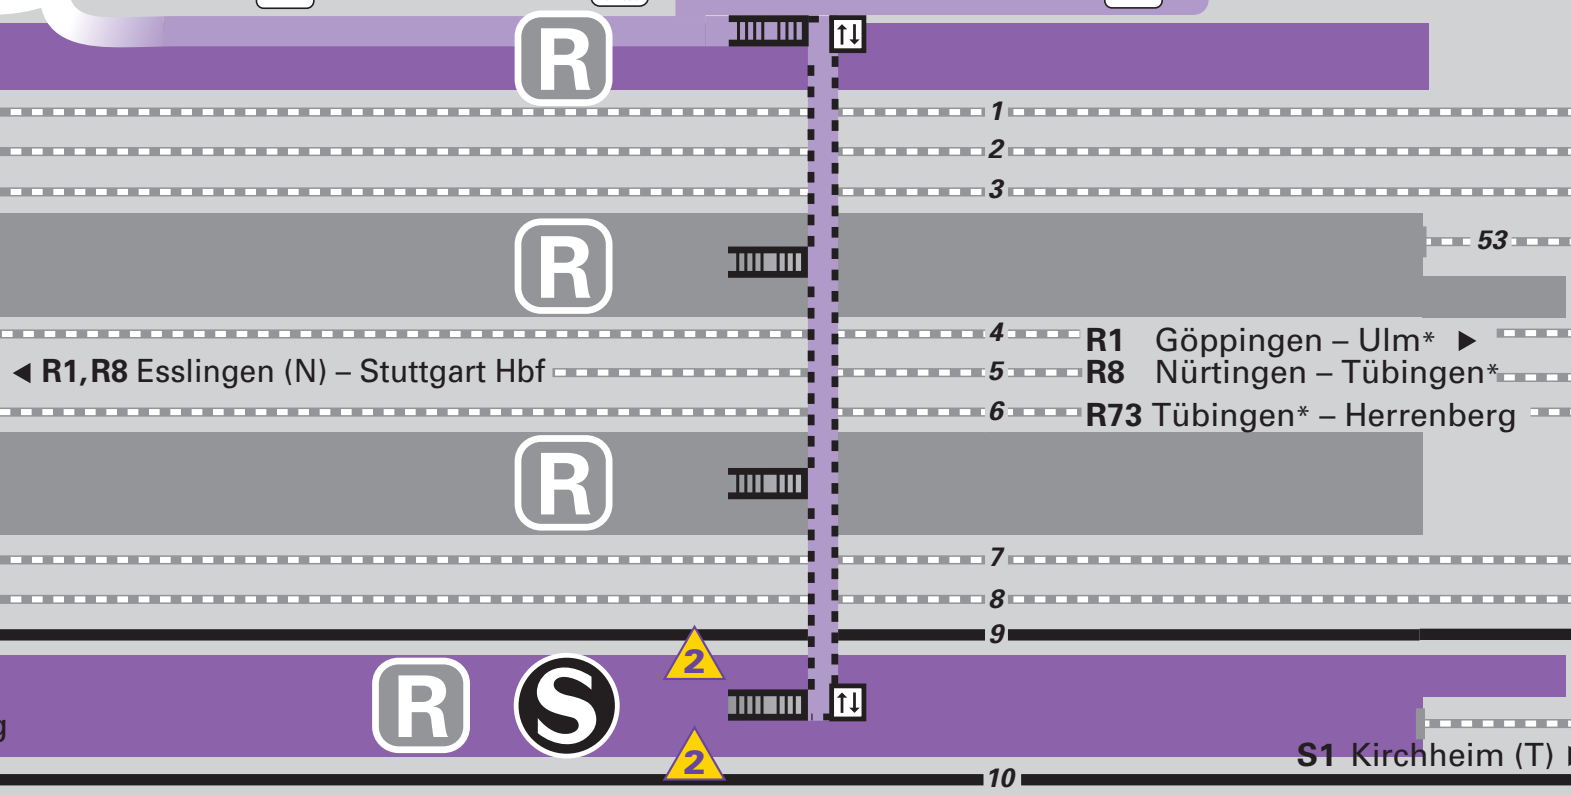 R
1
2
3
R
53
4
R1 Göppingen – Ulm*
R1, R8 Esslingen (N) – Stuttgart Hbf
5
R8 Nürtingen – Tübingen*
6
R73 Tübingen* – Herrenberg
R
7
8
9
2
R
S
g
2
S1 Kirchheim (T)
10